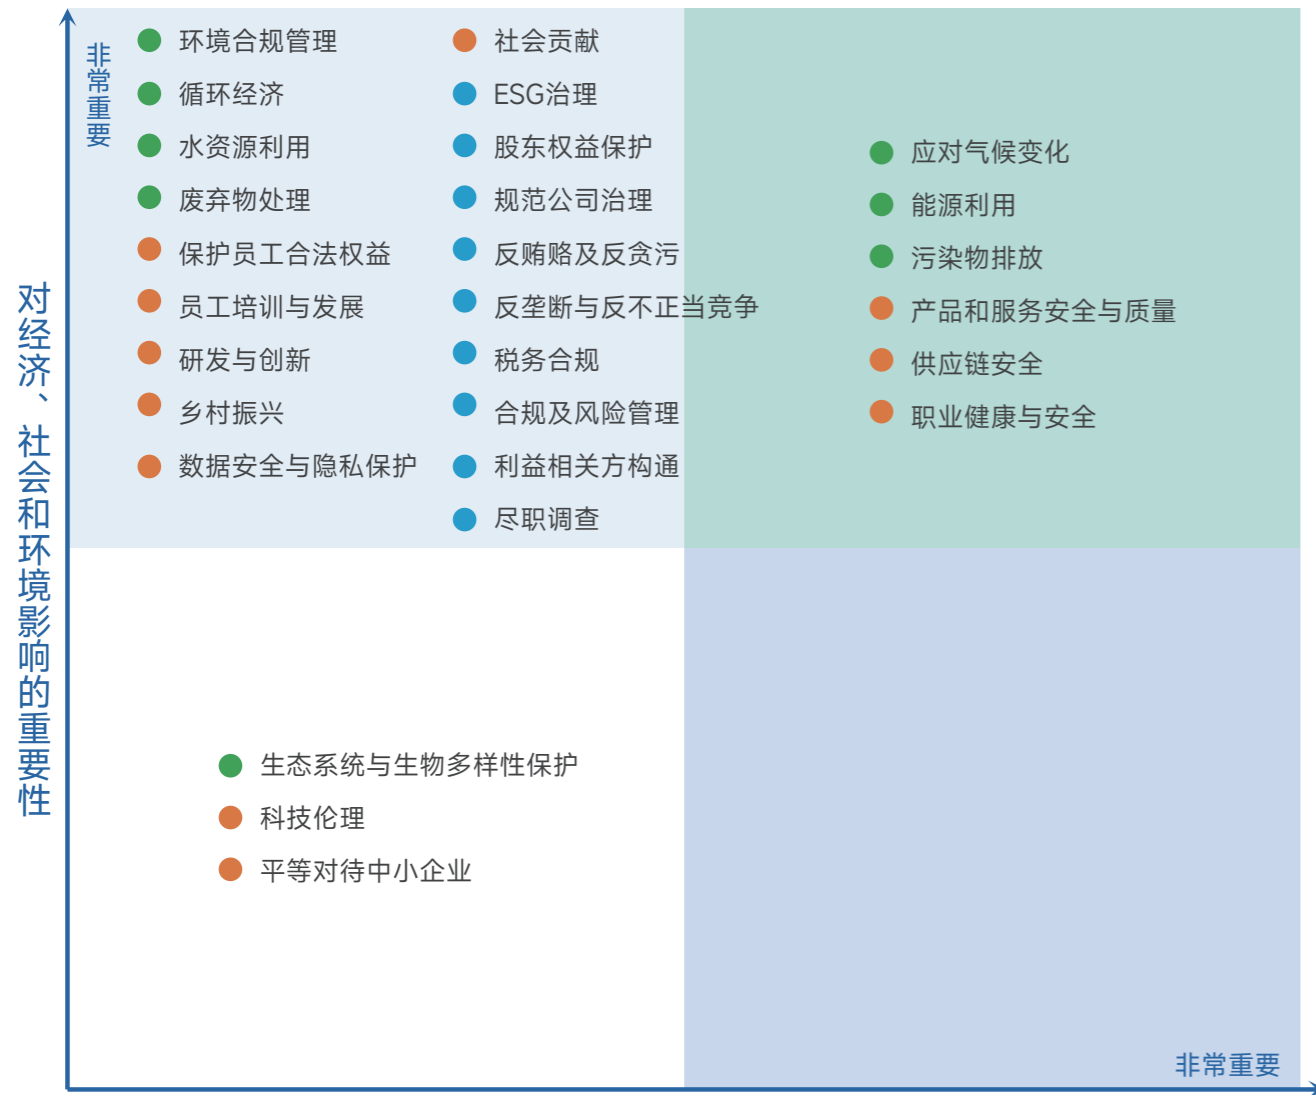 对经济、社会和环境影响的重要性
非常重要
环境合规管理
循环经济
水资源利用
废弃物处理
保护员工合法权益
员工培训与发展
研发与创新
乡村振兴
数据安全与隐私保护
社会贡献
ESG治理
股东权益保护
规范公司治理
反贿赂及反贪污
反垄断与反不正当竞争
税务合规
合规及风险管理
利益相关方构通
尽职调查
应对气候变化
能源利用
污染物排放
产品和服务安全与质量
供应链安全
职业健康与安全
生态系统与生物多样性保护
科技伦理
平等对待中小企业
非常重要